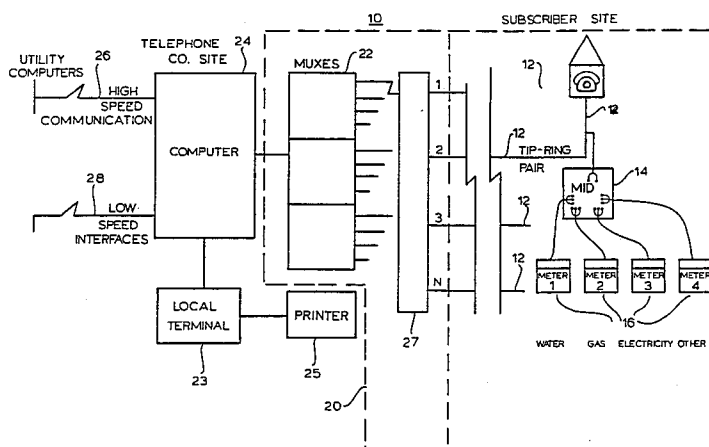 10
SUBSCRIBER SITE
TELEPHONE
CO. SITE
24
UTILITY
COMPUTERS
26
HIGH
SPEED
COMMUNICATION
MUXES
22
12
12
1
COMPUTER
2
12
TIP-RING
PAIR
14
MID
28
LOW
SPEED
INTERFACES
3
12
N
12
METER
1
METER
2
METER
3
METER
4
16
LOCAL
TERMINAL
PRINTER
23
25
27
20
WATER
GAS
ELECTRICITY
OTHER